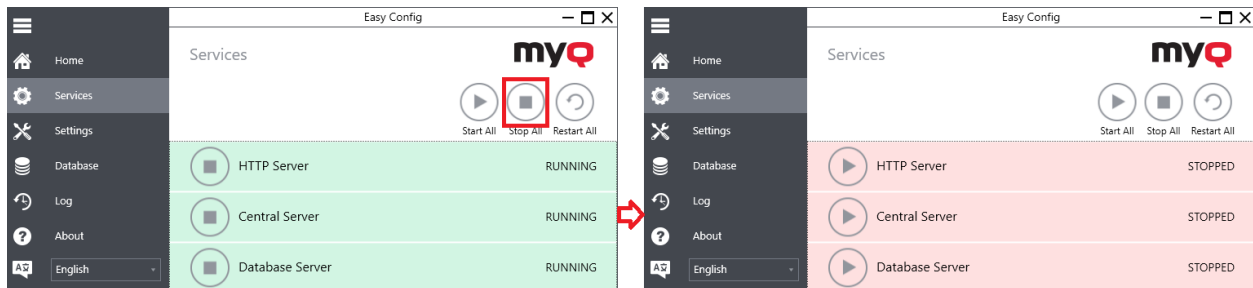 Easy Config
Services
myQ
Home
Services
Settings
Database
Log
About
English
Start All Stop All Restart All
HTTP Server RUNNING
Central Server RUNNING
Database Server RUNNING
Easy Config
Services
myQ
Home
Services
Settings
Database
Log
About
English
Start All Stop All Restart All
HTTP Server STOPPED
Central Server STOPPED
Database Server STOPPED